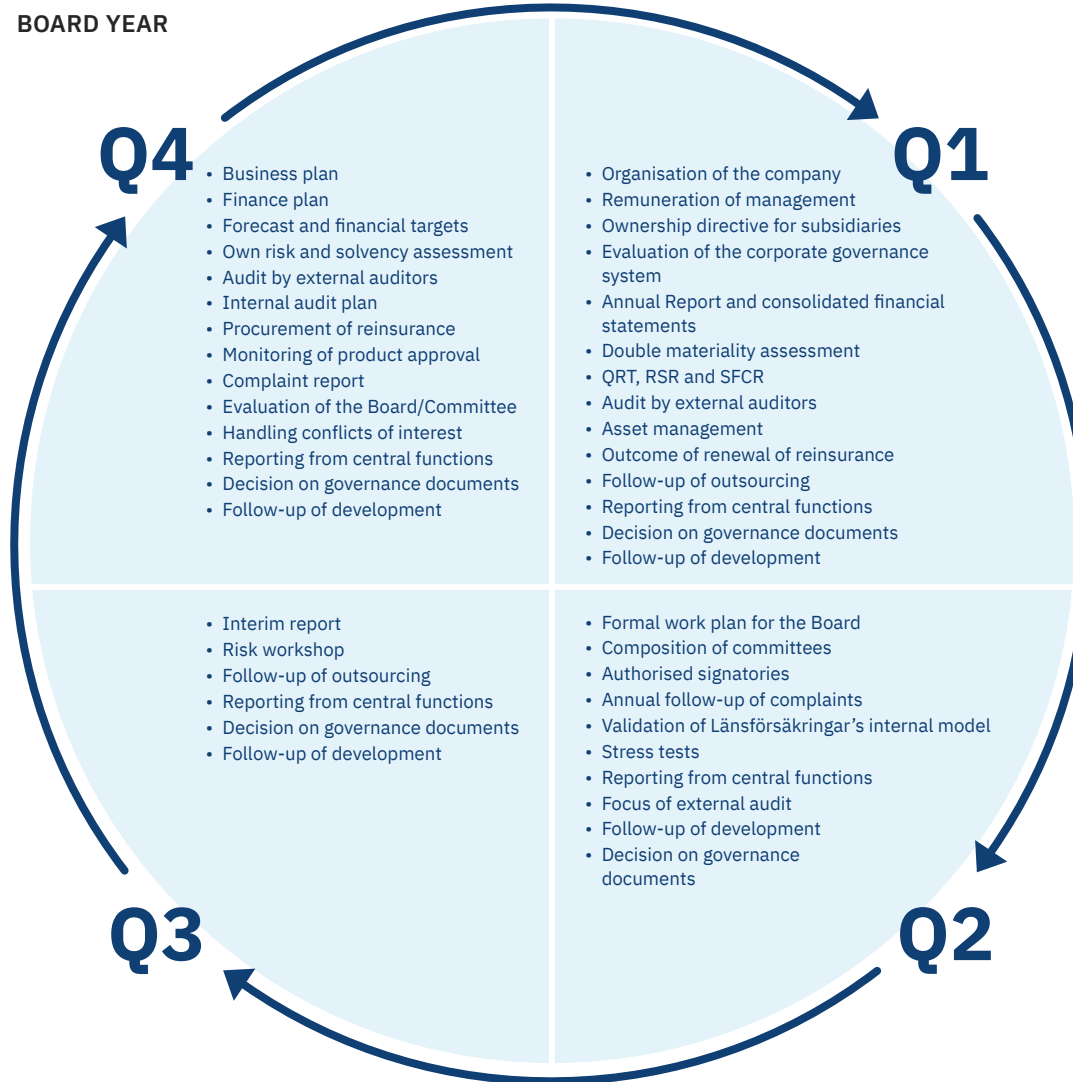 BOARD YEAR
Q4
• Business plan
• Finance plan
• Forecast and financial targets
• Own risk and solvency assessment
• Audit by external auditors
• Internal audit plan
• Procurement of reinsurance
• Monitoring of product approval
• Complaint report
• Evaluation of the Board/Committee
• Handling conflicts of interest
• Reporting from central functions
• Decision on governance documents
• Follow-up of development
Q1
• Organisation of the company
• Remuneration of management
• Ownership directive for subsidiaries
• Evaluation of the corporate governance
system
• Annual Report and consolidated financial
statements
• Double materiality assessment
• QRT, RSR and SFCR
• Audit by external auditors
• Asset management
• Outcome of renewal of reinsurance
• Follow-up of outsourcing
• Reporting from central functions
• Decision on governance documents
• Follow-up of development
• Interim report
• Risk workshop
• Follow-up of outsourcing
• Reporting from central functions
• Decision on governance documents
• Follow-up of development
Q3
• Formal work plan for the Board
• Composition of committees
• Authorised signatories
• Annual follow-up of complaints
• Validation of Länsförsäkringar’s internal model
• Stress tests
• Reporting from central functions
• Focus of external audit
• Follow-up of development
• Decision on governance
documents
Q2